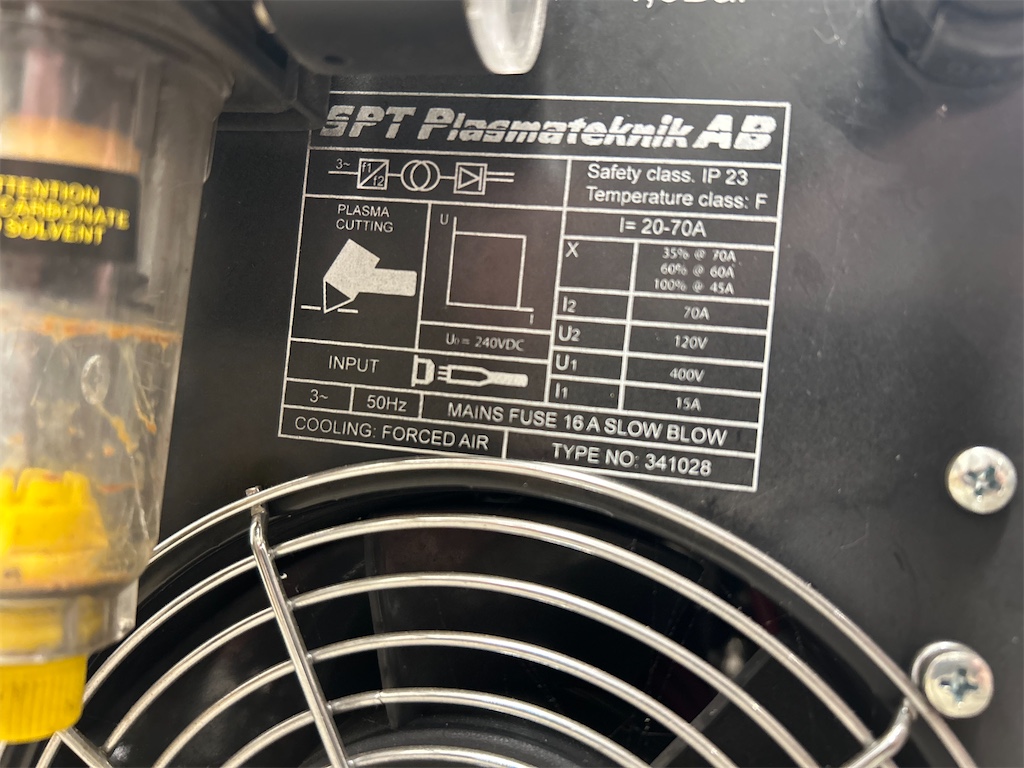 SPT Plasmateknik AB
3~ f1 f2
Safety class. IP 23
Temperature class: F
I= 20-70A
PLASMA
CUTTING
U
I
U0 = 240VDC
X
35% @ 70A
60% @ 60A
100% @ 45A
I2 70A
U2 120V
U1 400V
I1 15A
INPUT
3~ 50Hz MAINS FUSE 16 A SLOW BLOW
COOLING: FORCED AIR TYPE NO: 341028
SOLVENT